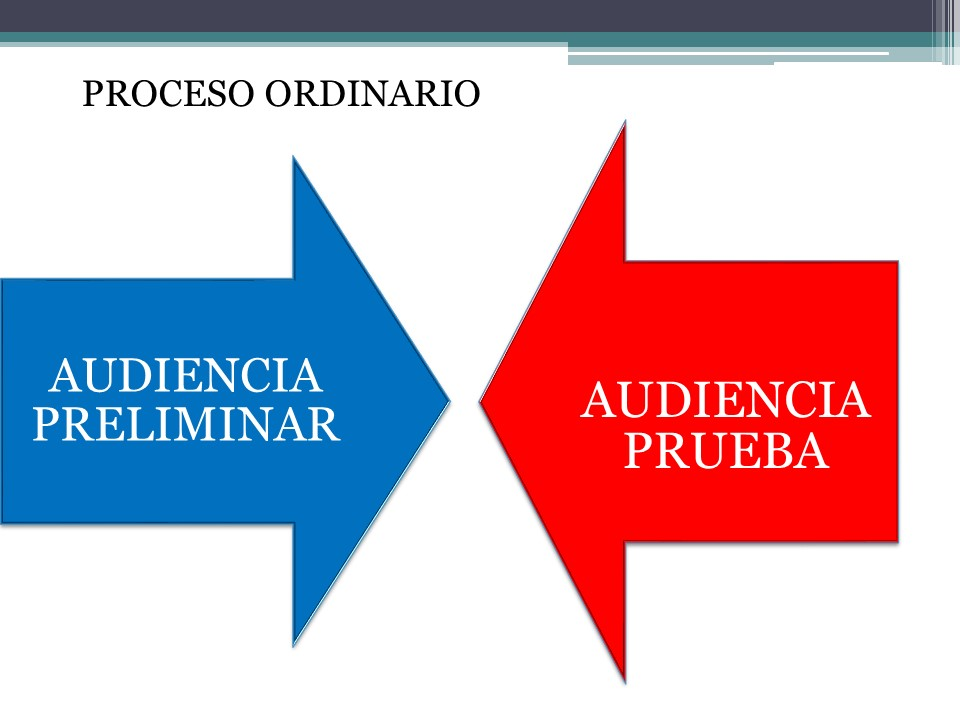 PROCESO ORDINARIO
AUDIENCIA
PRELIMINAR
AUDIENCIA
PRUEBA